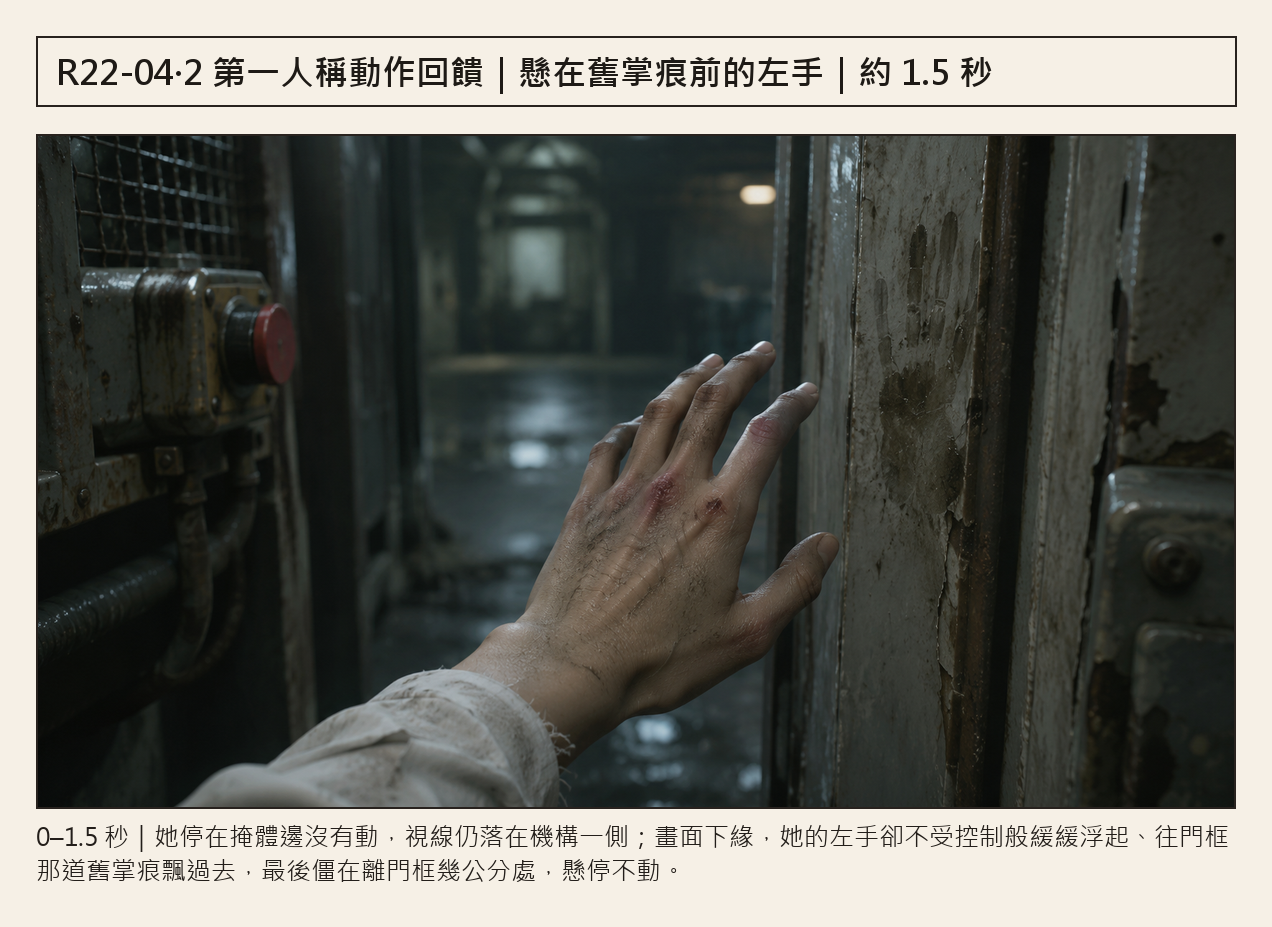 R22-04·2 第一人稱動作回饋｜懸在舊掌痕前的左手｜約 1.5 秒
0–1.5 秒｜她停在掩體邊沒有動，視線仍落在機構一側；畫面下緣，她的左手卻不受控制般緩緩浮起、往門框
那道舊掌痕飄過去，最後僵在離門框幾公分處，懸停不動。